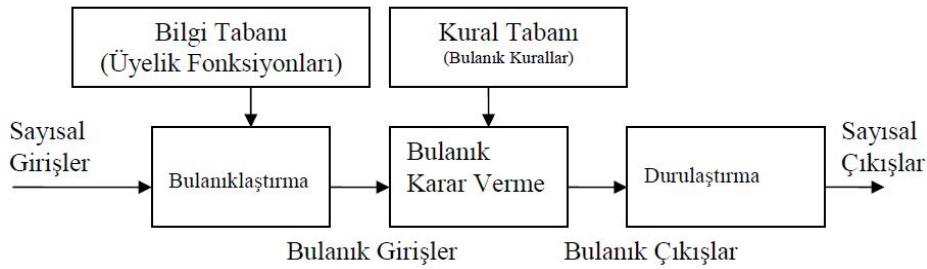 Bilgi Tabanı
(Üyelik Fonksiyonları)
Kural Tabanı
(Bulanık Kurallar)
Sayısal
Girişler
Bulanıklaştırma
Bulanık
Karar Verme
Durulaştırma
Sayısal
Çıkışlar
Bulanık Girişler
Bulanık Çıkışlar